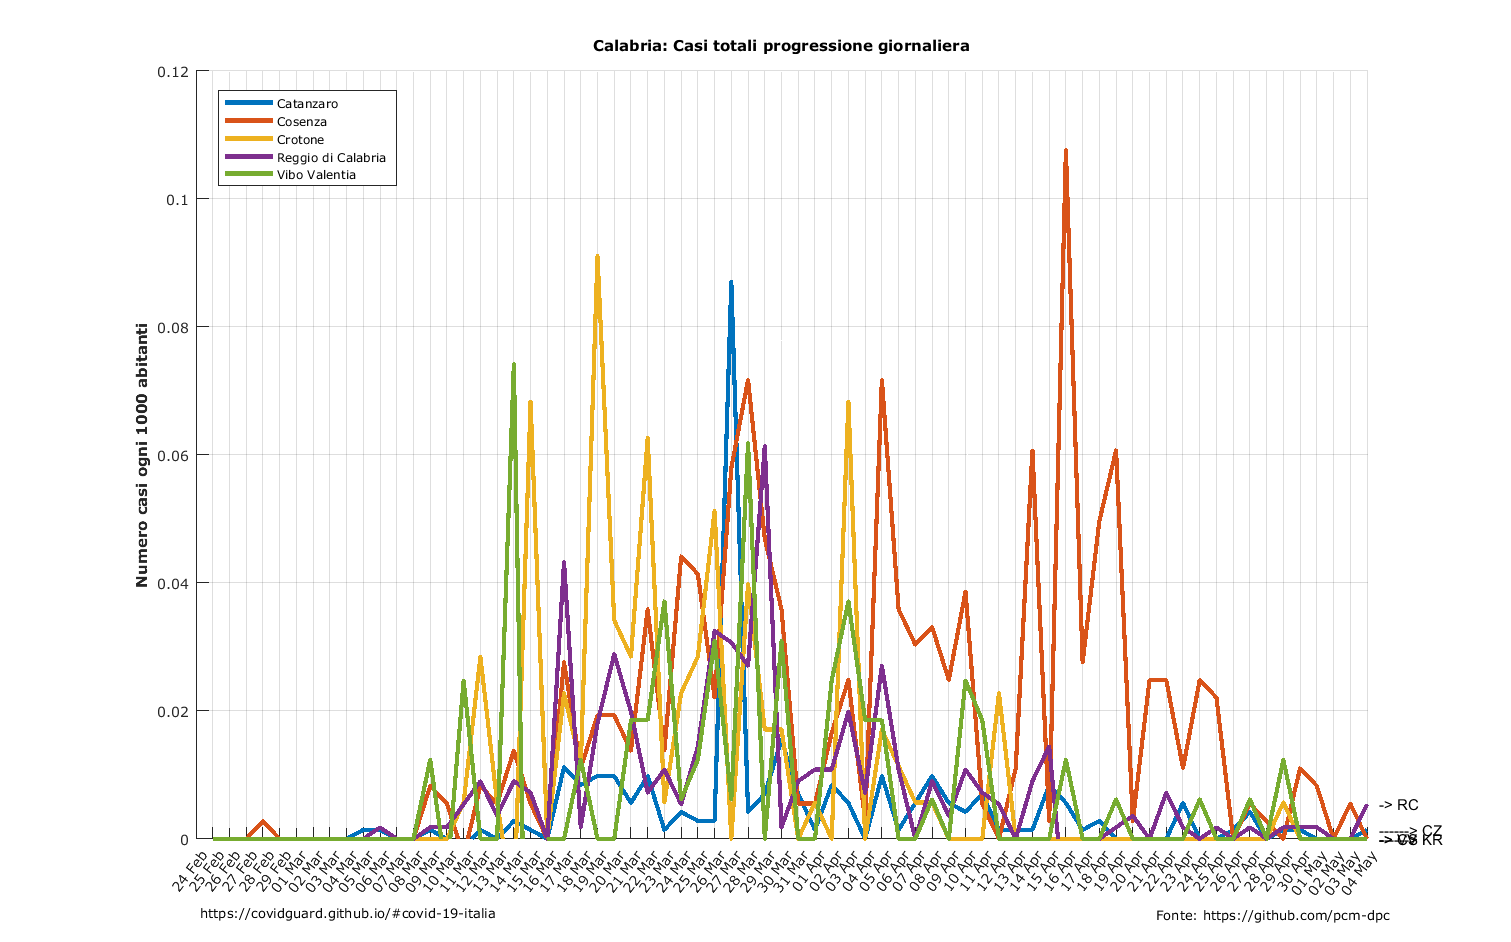 Calabria: Casi totali progressione giornaliera
0.12
0.1
0.08
0.06
0.04
0.02
0
Numero casi ogni 1000 abitanti
Catanzaro
Cosenza
Crotone
Reggio di Calabria
Vibo Valentia
-> RC
------> CZ
KR
24 Feb
25 Feb
26 Feb
27 Feb
28 Feb
29 Feb
01 Mar
02 Mar
03 Mar
04 Mar
05 Mar
06 Mar
07 Mar
08 Mar
09 Mar
10 Mar
11 Mar
12 Mar
13 Mar
14 Mar
15 Mar
16 Mar
17 Mar
18 Mar
19 Mar
20 Mar
21 Mar
22 Mar
23 Mar
24 Mar
25 Mar
26 Mar
27 Mar
28 Mar
29 Mar
30 Mar
31 Mar
01 Apr
02 Apr
03 Apr
04 Apr
05 Apr
06 Apr
07 Apr
08 Apr
09 Apr
10 Apr
11 Apr
12 Apr
13 Apr
14 Apr
15 Apr
16 Apr
17 Apr
18 Apr
19 Apr
20 Apr
21 Apr
22 Apr
23 Apr
24 Apr
25 Apr
26 Apr
27 Apr
28 Apr
29 Apr
30 Apr
01 May
02 May
03 May
04 May
https://covidguard.github.io/#covid-19-italia
Fonte: https://github.com/pcm-dpc